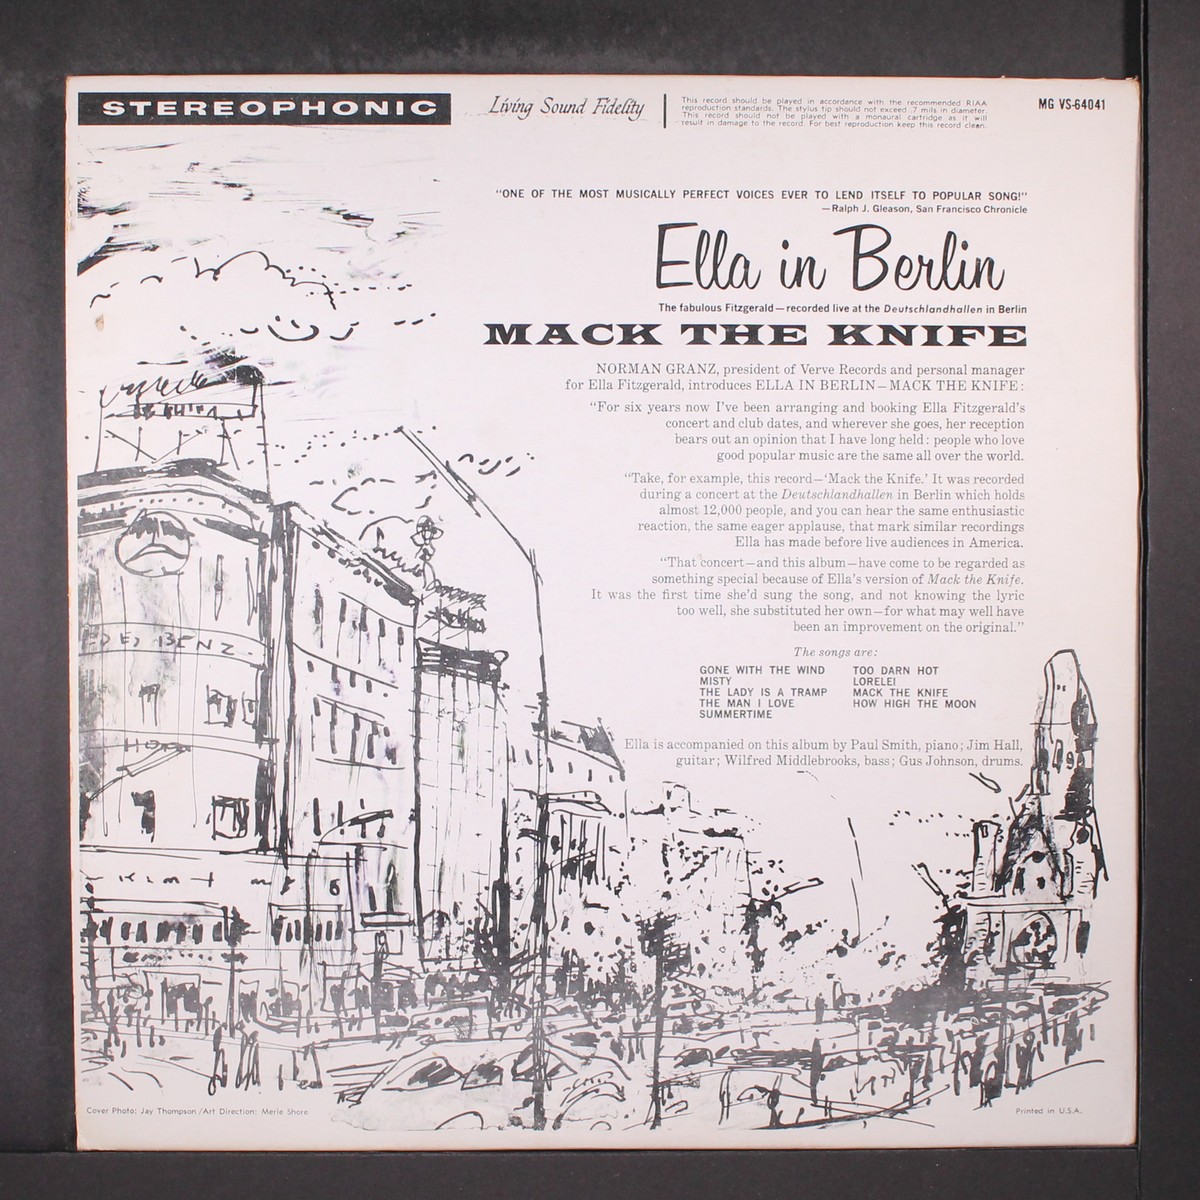 STEREOPHONIC
Living Sound Fidelity
This record should be played in accordance with the recommended RIAA
reproduction standards. The stylus tip should not exceed .7 mils in diameter.
This record should not be played with a monaural cartridge as it will
result in damage to the record. For best reproduction keep this record clean.
MG VS-64041
"ONE OF THE MOST MUSICALLY PERFECT VOICES EVER TO LEND ITSELF TO POPULAR SONG!"
—Ralph J. Gleason, San Francisco Chronicle
Ella in Berlin
The fabulous Fitzgerald—recorded live at the Deutschlandhallen in Berlin
MACK THE KNIFE
NORMAN GRANZ, president of Verve Records and personal manager
for Ella Fitzgerald, introduces ELLA IN BERLIN—MACK THE KNIFE:
"For six years now I've been arranging and booking Ella Fitzgerald's
concert and club dates, and wherever she goes, her reception
bears out an opinion that I have long held: people who love
good popular music are the same all over the world.
"Take, for example, this record—'Mack the Knife.' It was recorded
during a concert at the Deutschlandhallen in Berlin which holds
almost 12,000 people, and you can hear the same enthusiastic
reaction, the same eager applause, that mark similar recordings
Ella has made before live audiences in America.
"That concert—and this album—have come to be regarded as
something special because of Ella's version of Mack the Knife.
It was the first time she'd sung the song, and not knowing the lyric
too well, she substituted her own—for what may well have
been an improvement on the original."
The songs are:
GONE WITH THE WIND
MISTY
THE LADY IS A TRAMP
THE MAN I LOVE
SUMMERTIME
TOO DARN HOT
LORELEI
MACK THE KNIFE
HOW HIGH THE MOON
Ella is accompanied on this album by Paul Smith, piano; Jim Hall,
guitar; Wilfred Middlebrooks, bass; Gus Johnson, drums.
BENZ
Cover Photo: Jay Thompson/Art Direction: Merle Shore
Printed in U.S.A.